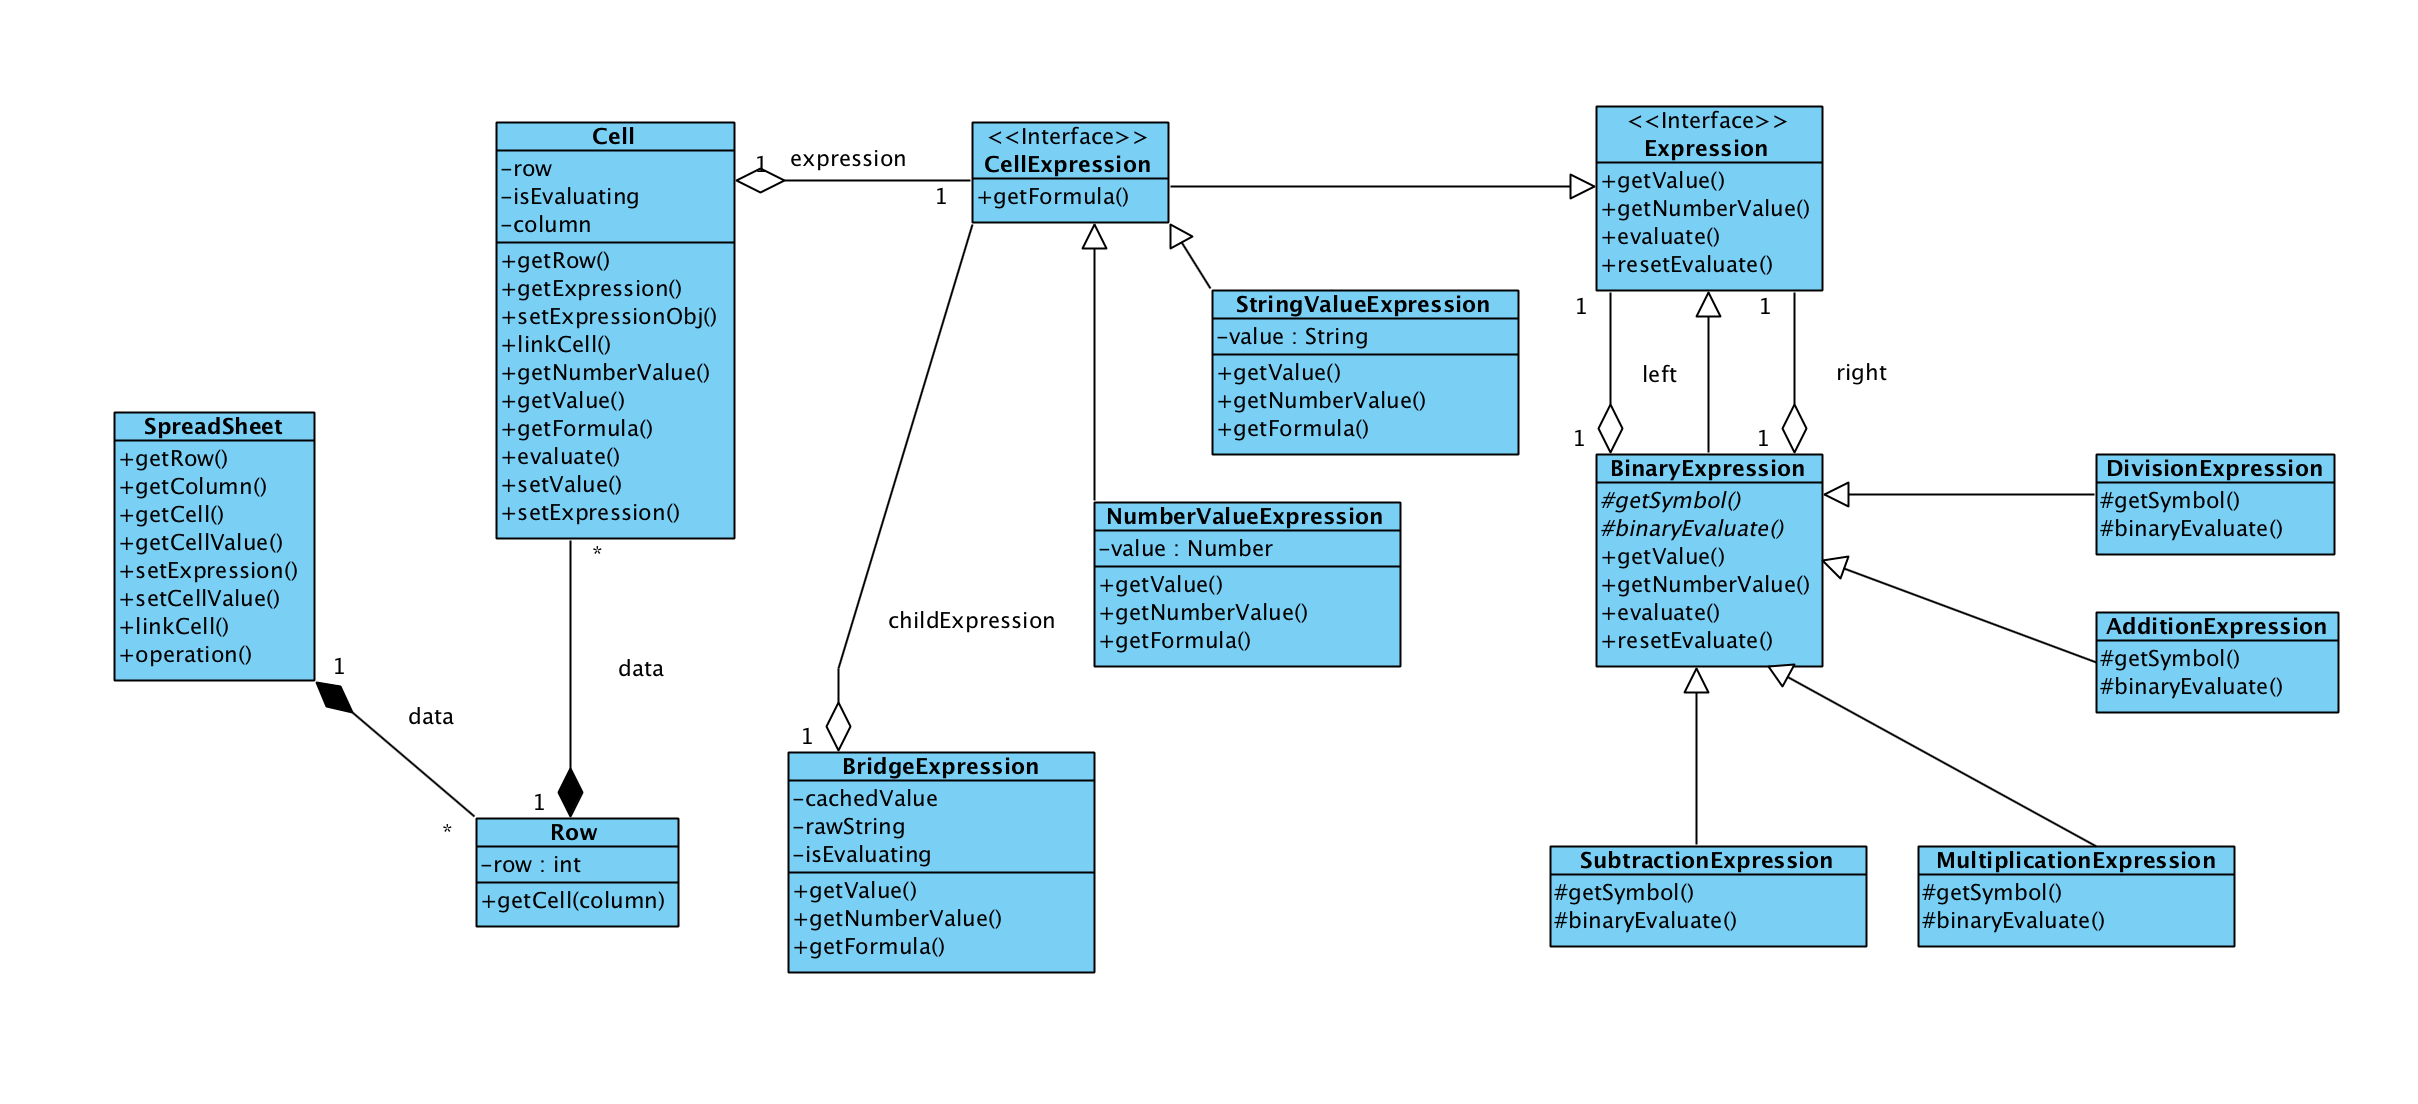 SpreadSheet
+getRow()
+getColumn()
+getCell()
+getCellValue()
+setExpression()
+setCellValue()
+linkCell()
+operation()
1
data
*
Cell
-row
-isEvaluating
-column
+getRow()
+getExpression()
+setExpressionObj()
+linkCell()
+getNumberValue()
+getValue()
+getFormula()
+evaluate()
+setValue()
+setExpression()
*
data
1
Row
-row : int
+getCell(column)
1
expression
1
<<Interface>>
CellExpression
+getFormula()
childExpression
1
BridgeExpression
-cachedValue
-rawString
-isEvaluating
+getValue()
+getNumberValue()
+getFormula()
StringValueExpression
-value : String
+getValue()
+getNumberValue()
+getFormula()
NumberValueExpression
-value : Number
+getValue()
+getNumberValue()
+getFormula()
<<Interface>>
Expression
+getValue()
+getNumberValue()
+evaluate()
+resetEvaluate()
1
1
left
right
1
1
BinaryExpression
#getSymbol()
#binaryEvaluate()
+getValue()
+getNumberValue()
+evaluate()
+resetEvaluate()
DivisionExpression
#getSymbol()
#binaryEvaluate()
AdditionExpression
#getSymbol()
#binaryEvaluate()
SubtractionExpression
#getSymbol()
#binaryEvaluate()
MultiplicationExpression
#getSymbol()
#binaryEvaluate()